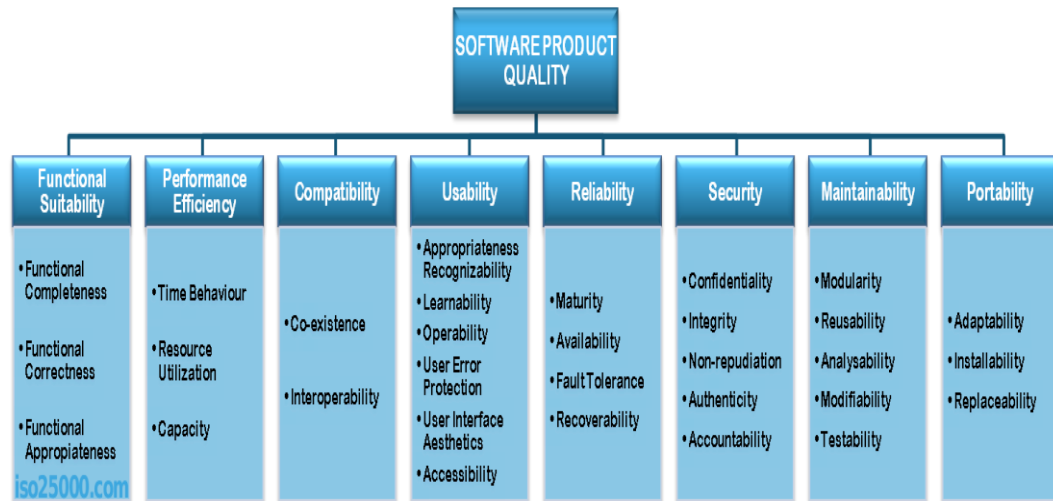 SOFTWARE PRODUCT
QUALITY
Functional
Suitability
• Functional
Completeness
• Functional
Correctness
• Functional
Appropiateness
Performance
Efficiency
• Time Behaviour
• Resource
Utilization
• Capacity
Compatibility
• Co-existence
• Interoperability
Usability
• Appropriateness
Recognizability
• Learnability
• Operability
• User Error
Protection
• User Interface
Aesthetics
• Accessibility
Reliability
• Maturity
• Availability
• Fault Tolerance
• Recoverability
Security
• Confidentiality
• Integrity
• Non-repudiation
• Authenticity
• Accountability
Maintainability
• Modularity
• Reusability
• Analysability
• Modifiability
• Testability
Portability
• Adaptability
• Installability
• Replaceability
iso25000.com